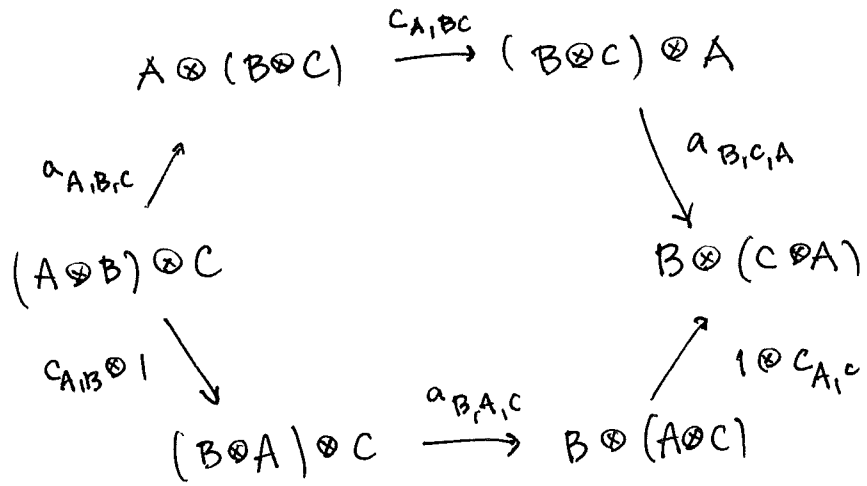 c_{A,BC}
A ⊗ (B⊗C) → (B⊗C) ⊗ A
a_{A,B,C}
a_{B,C,A}
(A⊗B) ⊗ C
B ⊗ (C⊗A)
c_{A,B} ⊗ 1
1 ⊗ c_{A,C}
a_{B,A,C}
(B⊗A) ⊗ C → B ⊗ (A⊗C)